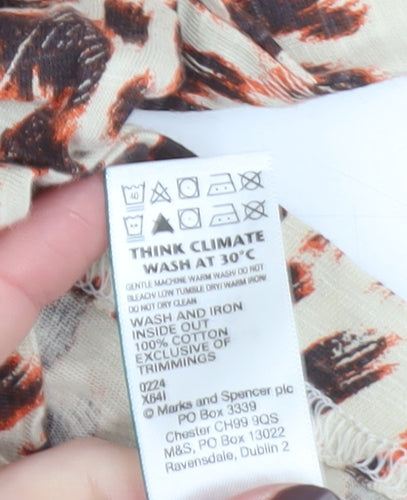 40
THINK CLIMATE
WASH AT 30°C
GENTLE MACHINE WARM WASH/ DO NOT
BLEACH/ LOW TUMBLE DRY/ WARM IRON/
DO NOT DRY CLEAN
WASH AND IRON
INSIDE OUT
100% COTTON
EXCLUSIVE OF
TRIMMINGS
0224
X64I
© Marks and Spencer plc
PO Box 3339
Chester CH99 9QS
M&S, PO Box 13022
Ravensdale, Dublin 2